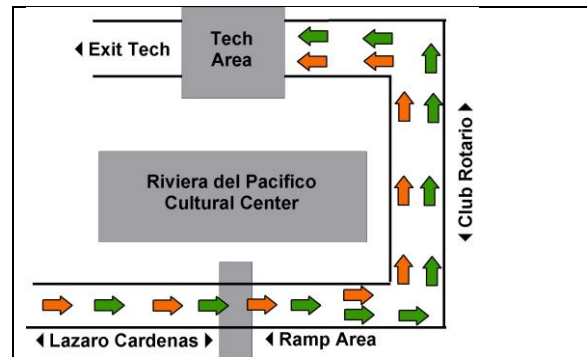 Exit Tech
Tech
Area
Club Rotario
Riviera del Pacifico
Cultural Center
Lazaro Cardenas
Ramp Area